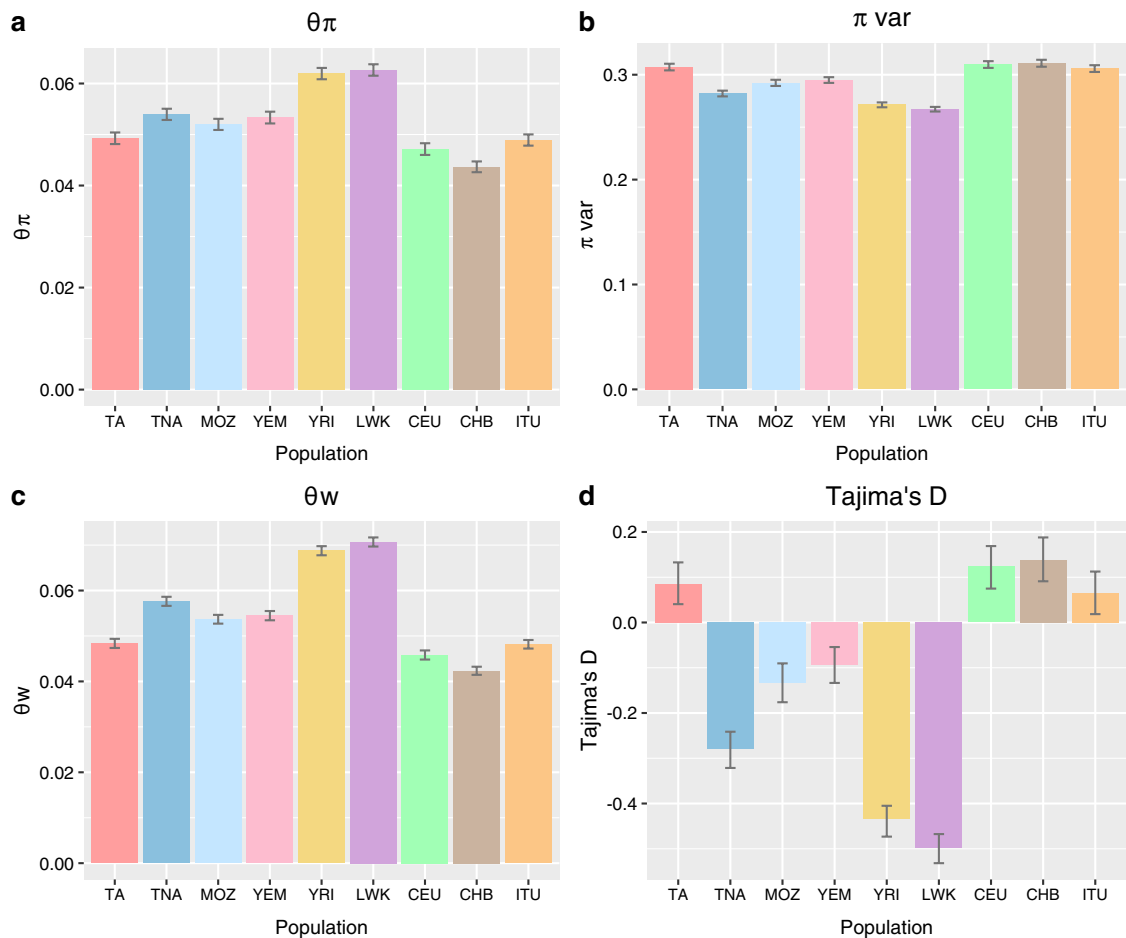 a
θπ
θπ
0.06
0.04
0.02
0.00
TA TNA MOZ YEM YRI LWK CEU CHB ITU
Population
b
π var
π var
0.3
0.2
0.1
0.0
TA TNA MOZ YEM YRI LWK CEU CHB ITU
Population
c
θw
θw
0.06
0.04
0.02
0.00
TA TNA MOZ YEM YRI LWK CEU CHB ITU
Population
d
Tajima's D
Tajima's D
0.2
0.0
-0.2
-0.4
TA TNA MOZ YEM YRI LWK CEU CHB ITU
Population